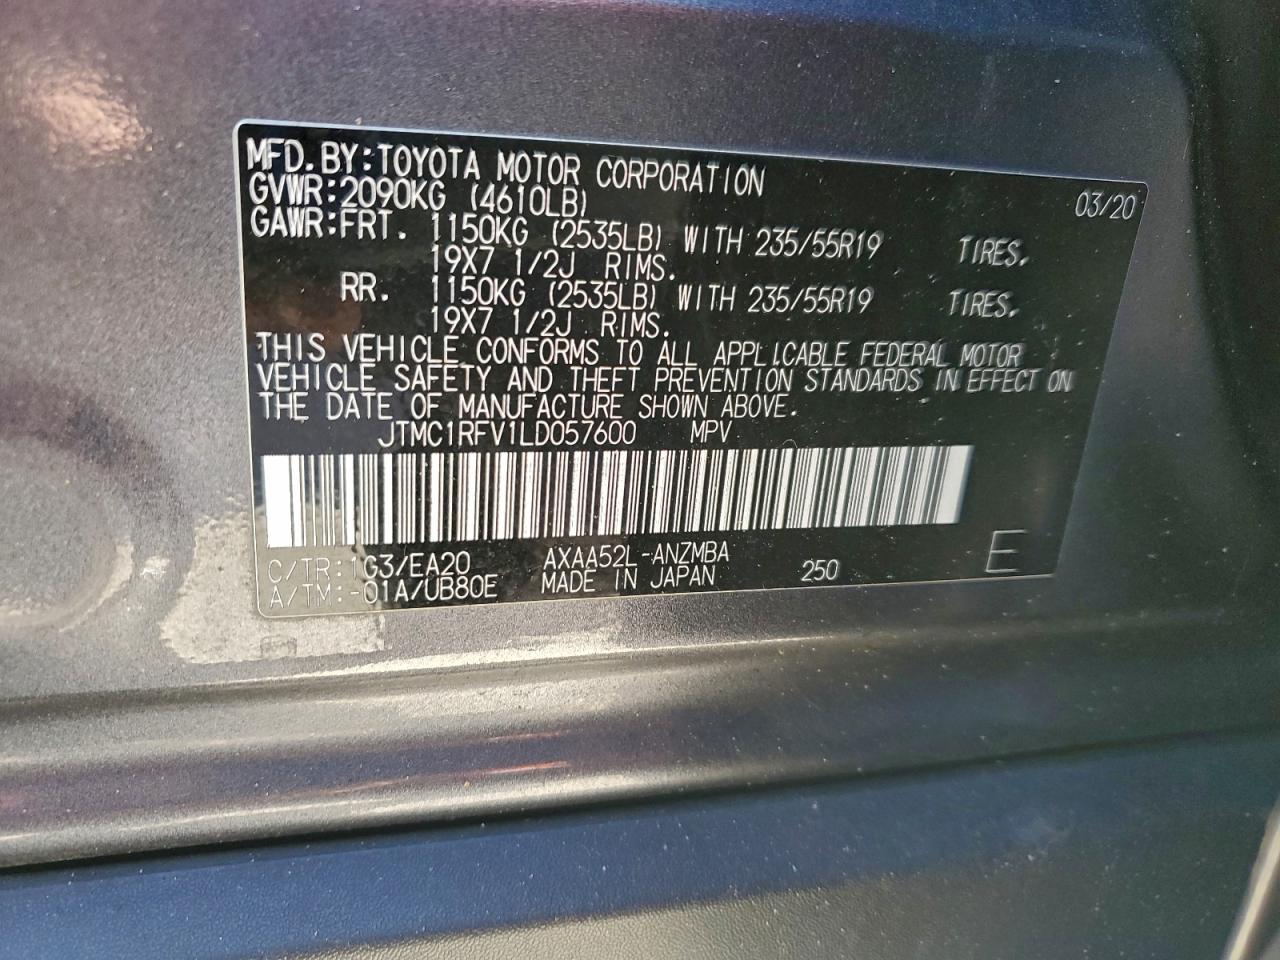 MFD.BY:TOYOTA MOTOR CORPORATION 03/20
GVWR:2090KG (4610LB)
GAWR:FRT. 1150KG (2535LB) WITH 235/55R19 TIRES.
19X7 1/2J RIMS.
RR. 1150KG (2535LB) WITH 235/55R19 TIRES.
19X7 1/2J RIMS.
THIS VEHICLE CONFORMS TO ALL APPLICABLE FEDERAL MOTOR
VEHICLE SAFETY AND THEFT PREVENTION STANDARDS IN EFFECT ON
THE DATE OF MANUFACTURE SHOWN ABOVE.
JTMC1RFV1LD057600 MPV
C/TR:1G3/EA20 AXAA52L-ANZMBA
A/TM:-01A/UB80E MADE IN JAPAN 250 E